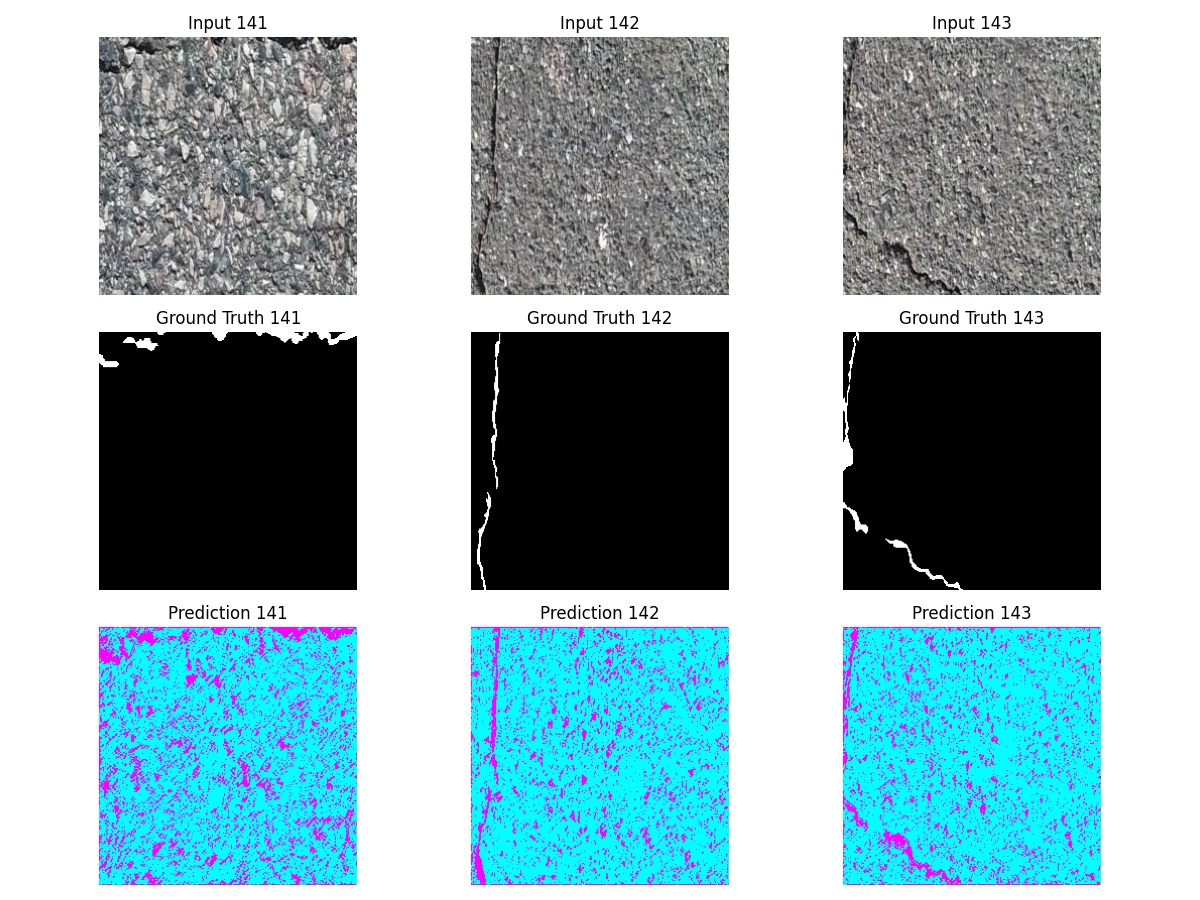 Input 141
Input 142
Input 143
Ground Truth 141
Ground Truth 142
Ground Truth 143
Prediction 141
Prediction 142
Prediction 143